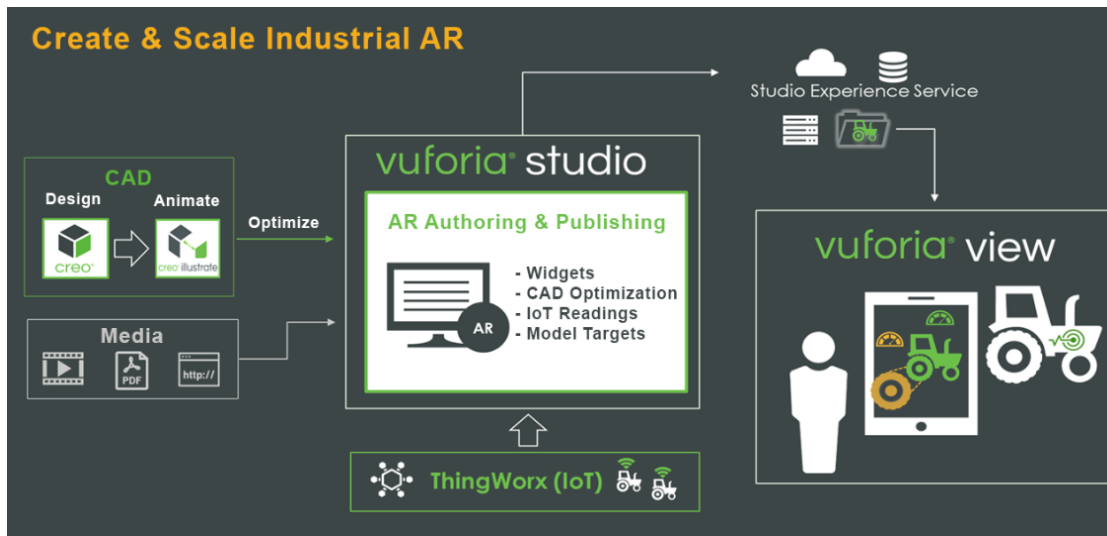 Create & Scale Industrial AR
CAD
Design
Animate
creo®
creo illustrate
Optimize
Media
PDF
http://
vuforia® studio
AR Authoring & Publishing
AR
- Widgets
- CAD Optimization
- IoT Readings
- Model Targets
ThingWorx (IoT)
Studio Experience Service
vuforia® view